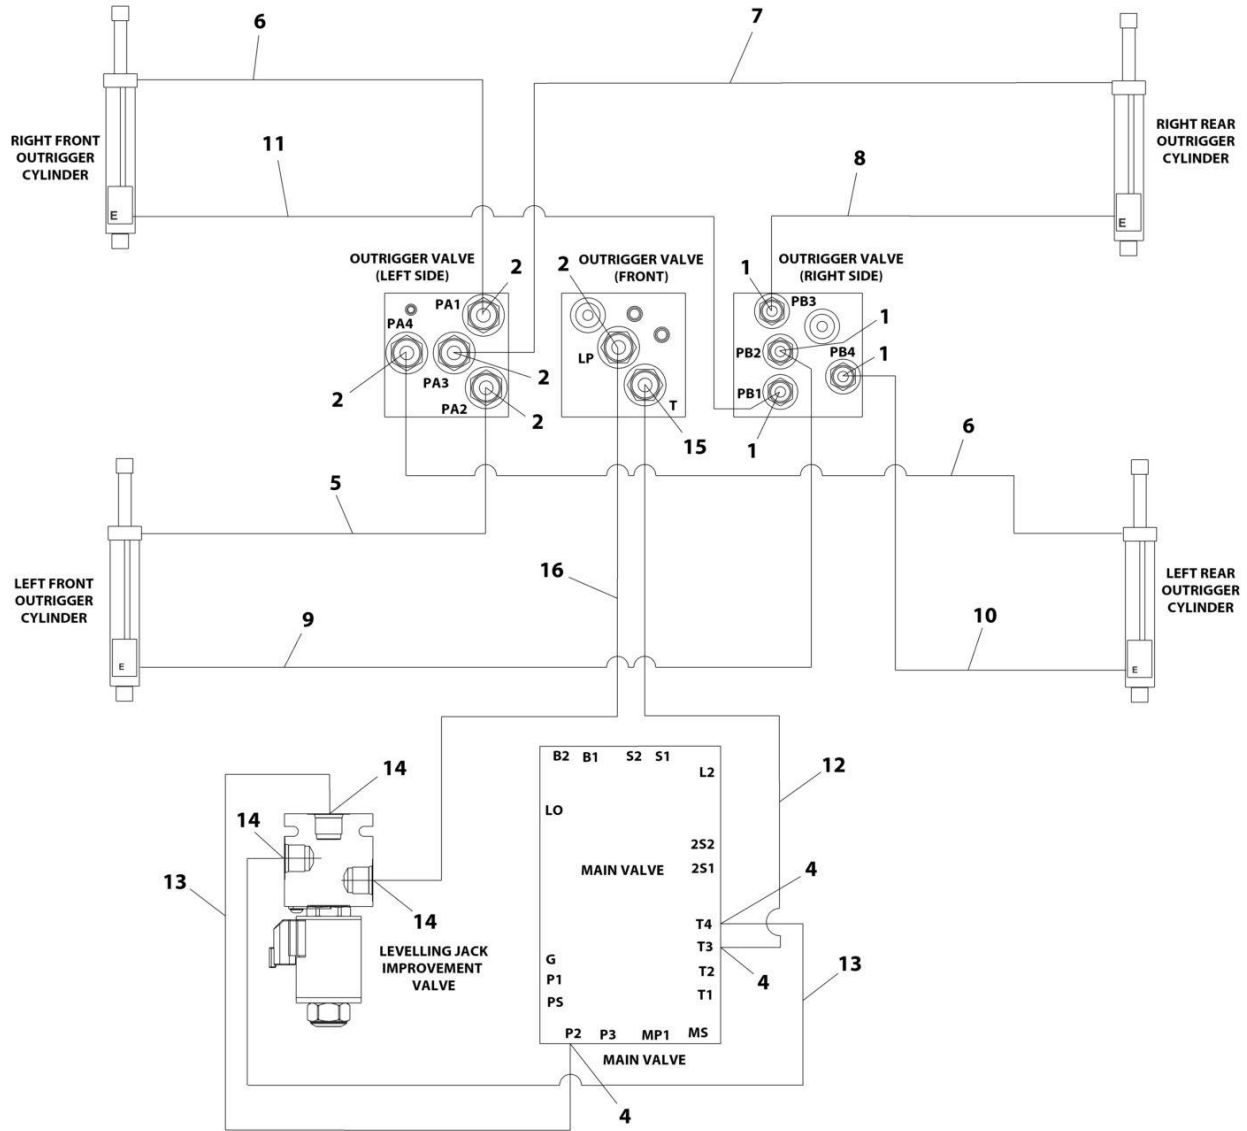 6
7
RIGHT FRONT
OUTRIGGER
CYLINDER
11
8
RIGHT REAR
OUTRIGGER
CYLINDER
E
E
OUTRIGGER VALVE
(LEFT SIDE)
2
2
OUTRIGGER VALVE
(FRONT)
1
OUTRIGGER VALVE
(RIGHT SIDE)
PA1
PB3
1
PA4
LP
PB2
PB4
1
PA3
2
2
PA2
2
T
PB1
15
1
6
5
LEFT FRONT
OUTRIGGER
CYLINDER
16
LEFT REAR
OUTRIGGER
CYLINDER
9
10
E
E
B2
B1
S2
S1
L2
12
14
LO
14
2S2
2S1
MAIN VALVE
4
13
14
T4
T3
LEVELLING JACK
IMPROVEMENT
VALVE
G
P1
PS
T2
T1
4
13
P2
P3
MP1
MS
MAIN VALVE
4